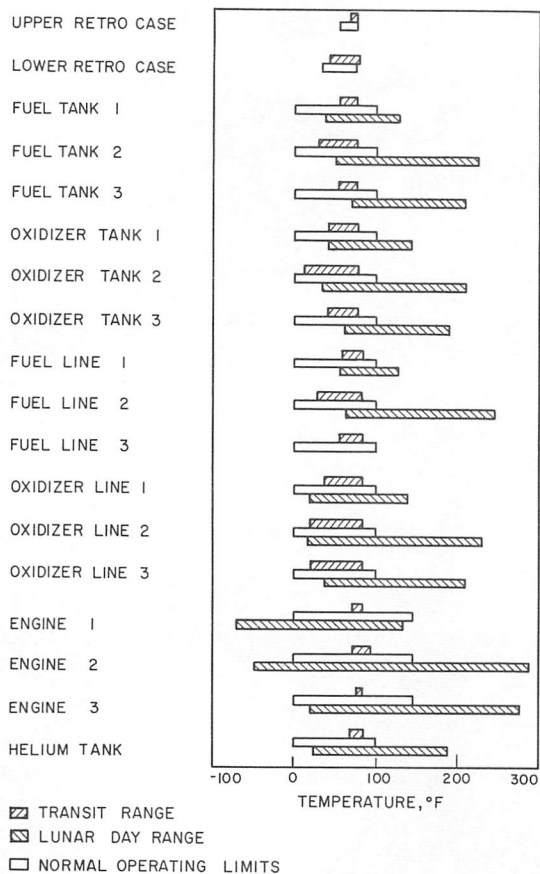 UPPER RETRO CASE
LOWER RETRO CASE
FUEL TANK 1
FUEL TANK 2
FUEL TANK 3
OXIDIZER TANK 1
OXIDIZER TANK 2
OXIDIZER TANK 3
FUEL LINE 1
FUEL LINE 2
FUEL LINE 3
OXIDIZER LINE 1
OXIDIZER LINE 2
OXIDIZER LINE 3
ENGINE 1
ENGINE 2
ENGINE 3
HELIUM TANK
-100 0 100 200 300
TEMPERATURE, °F
TRANSIT RANGE
LUNAR DAY RANGE
NORMAL OPERATING LIMITS